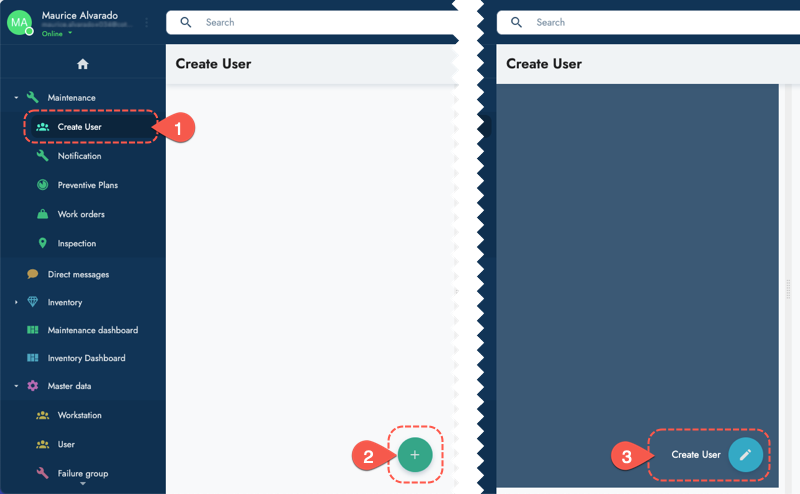 MA
Maurice Alvarado
Online
Maintenance
Create User
Notification
Preventive Plans
Work orders
Inspection
Direct messages
Inventory
Maintenance dashboard
Inventory Dashboard
Master data
Workstation
User
Failure group
1
Search
Create User
2
Search
Create User
3
Create User